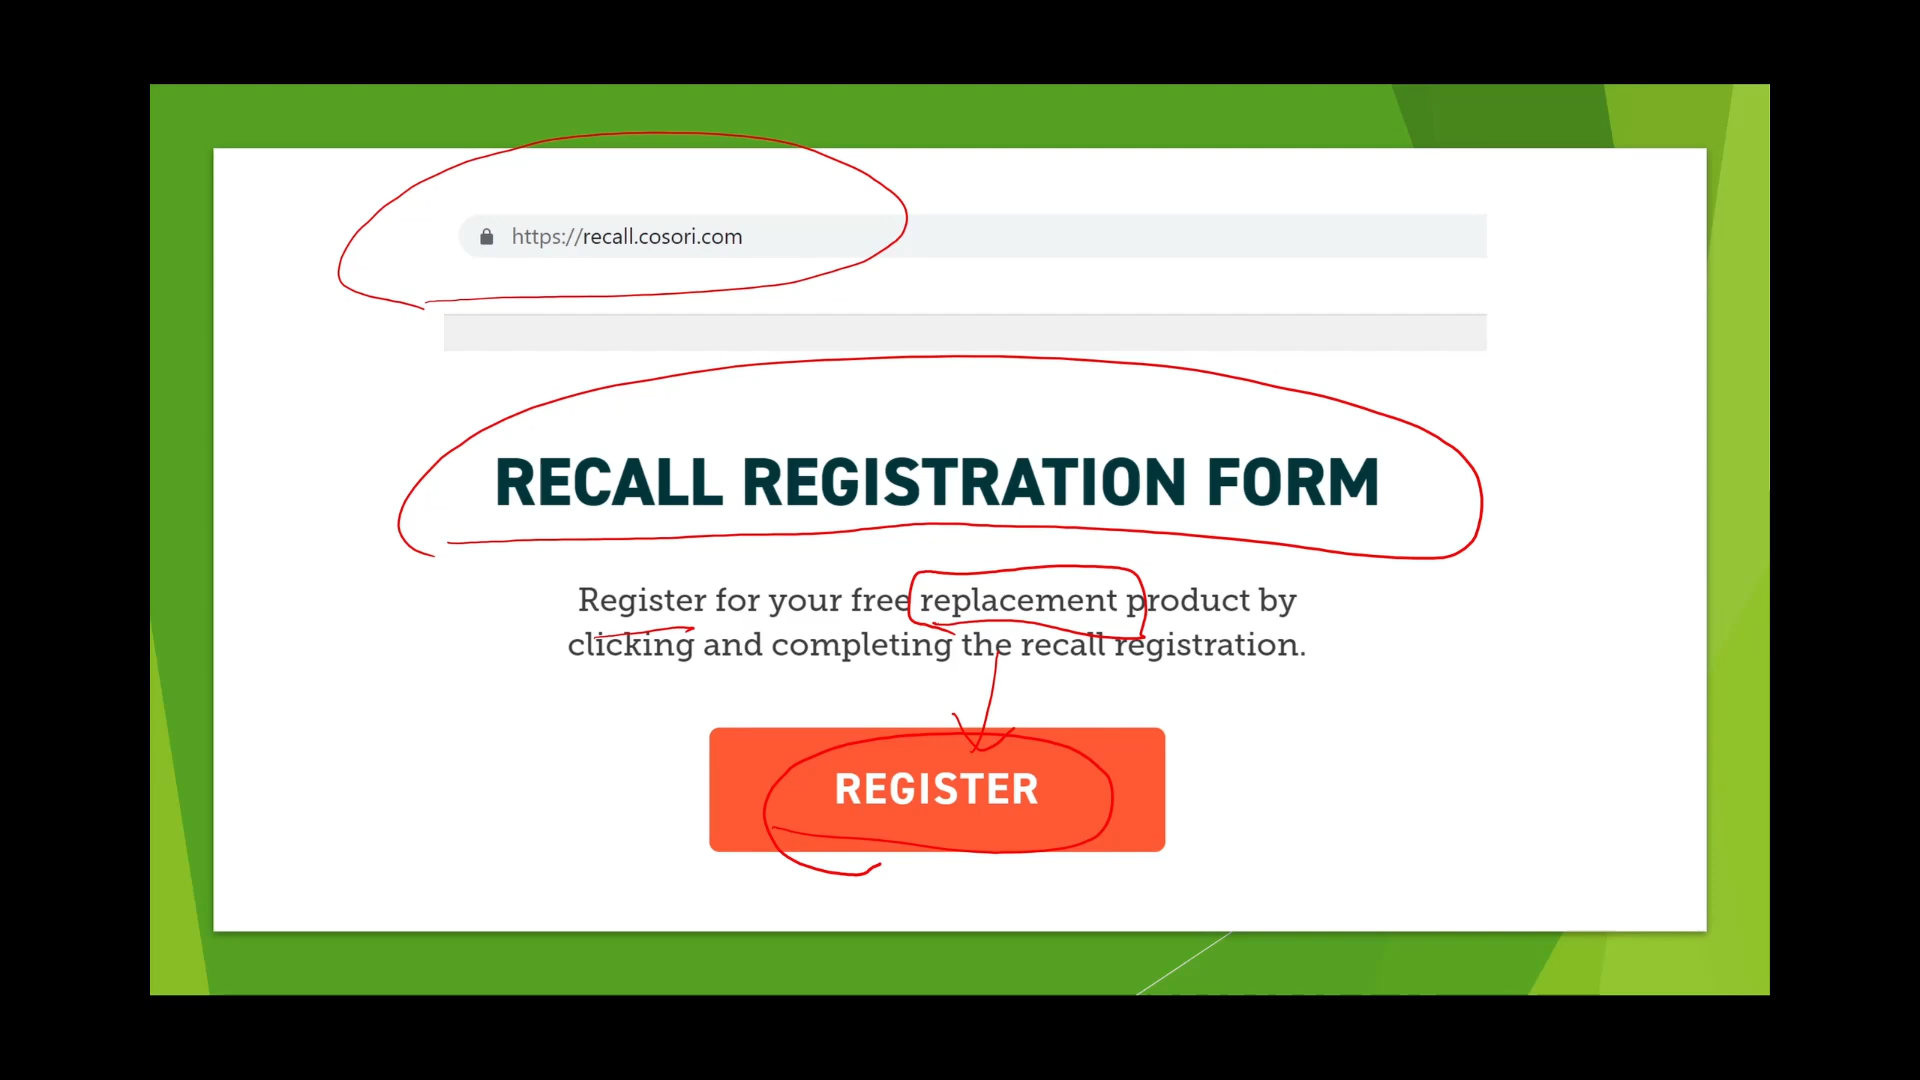 https://recall.cosori.com
RECALL REGISTRATION FORM
Register for your free replacement product by
clicking and completing the recall registration.
REGISTER